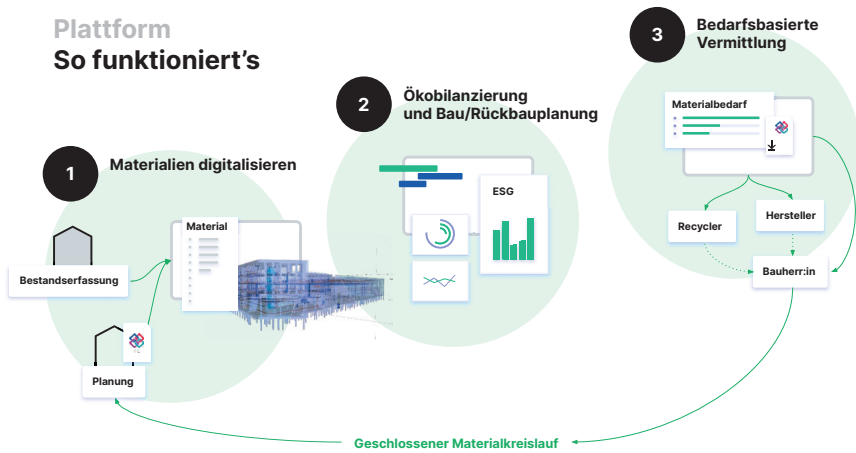 Plattform
So funktioniert’s
1
Materialien digitalisieren
Material
Bestandserfassung
Planung
2
Ökobilanzierung
und Bau/Rückbauplanung
ESG
3
Bedarfsbasierte
Vermittlung
Materialbedarf
Recycler
Hersteller
Bauherr:in
Geschlossener Materialkreislauf